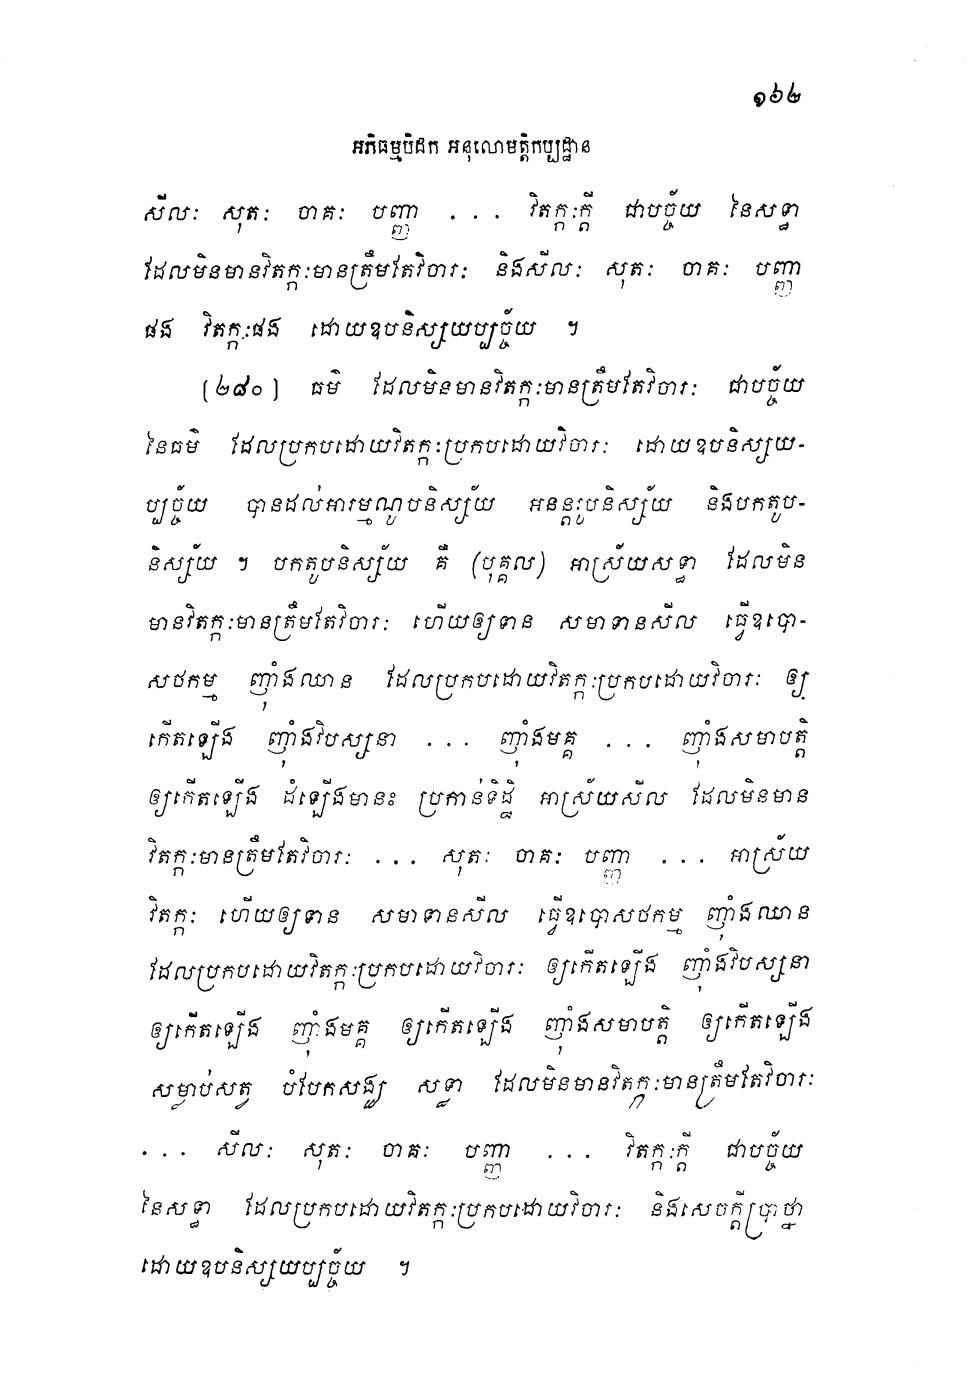 ១៦២
អភិធម្មបិដក អនុលោមត្តិកប្បដ្ឋាន
សីលៈ សុតៈ ចាគៈ បញ្ញា ... វិតក្កៈក្តី ជាបច្ច័យ នៃសទ្ធា
ដែលមិនមានវិតក្កៈមានត្រឹមតែវិចារៈ និងសីលៈ សុតៈ ចាគៈ បញ្ញា
ផង វិតក្កៈផង ដោយឧបនិស្សយប្បច្ច័យ ។
(២៨០) ធម៌ ដែលមិនមានវិតក្កៈមានត្រឹមតែវិចារៈ ជាបច្ច័យ
នៃធម៌ ដែលប្រកបដោយវិតក្កៈប្រកបដោយវិចារៈ ដោយឧបនិស្សយ-
ប្បច្ច័យ បានដល់អារម្មណូបនិស្ស័យ អនន្តរូបនិស្ស័យ និងបកតូប-
និស្ស័យ ។ បកតូបនិស្ស័យ គឺ (បុគ្គល) អាស្រ័យសទ្ធា ដែលមិន
មានវិតក្កៈមានត្រឹមតែវិចារៈ ហើយឲ្យទាន សមាទានសីល ធ្វើឧបោ-
សថកម្ម ញ៉ាំងឈាន ដែលប្រកបដោយវិតក្កៈប្រកបដោយវិចារៈ ឲ្យ
កើតឡើង ញ៉ាំងវិបស្សនា ... ញ៉ាំងមគ្គ ... ញ៉ាំងសមាបត្តិ
ឲ្យកើតឡើង ដំឡើងមានះ ប្រកាន់ទិដ្ឋិ អាស្រ័យសីល ដែលមិនមាន
វិតក្កៈមានត្រឹមតែវិចារៈ ... សុតៈ ចាគៈ បញ្ញា ... អាស្រ័យ
វិតក្កៈ ហើយឲ្យទាន សមាទានសីល ធ្វើឧបោសថកម្ម ញ៉ាំងឈាន
ដែលប្រកបដោយវិតក្កៈប្រកបដោយវិចារៈ ឲ្យកើតឡើង ញ៉ាំងវិបស្សនា
ឲ្យកើតឡើង ញ៉ាំងមគ្គ ឲ្យកើតឡើង ញ៉ាំងសមាបត្តិ ឲ្យកើតឡើង
សម្លាប់សត្វ បំបែកសង្ឃ សទ្ធា ដែលមិនមានវិតក្កៈមានត្រឹមតែវិចារៈ
... សីលៈ សុតៈ ចាគៈ បញ្ញា ... វិតក្កៈក្តី ជាបច្ច័យ
នៃសទ្ធា ដែលប្រកបដោយវិតក្កៈប្រកបដោយវិចារៈ និងសេចក្តីប្រាថ្នា
ដោយឧបនិស្សយប្បច្ច័យ ។